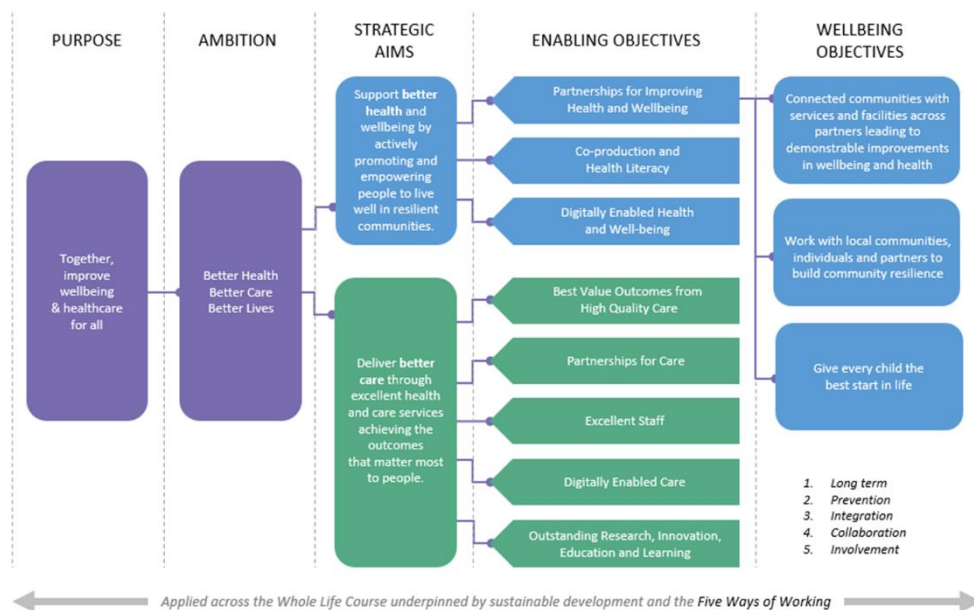 PURPOSE
AMBITION
STRATEGIC
AIMS
ENABLING OBJECTIVES
WELLBEING
OBJECTIVES
Together,
improve
wellbeing
& healthcare
for all
Better Health
Better Care
Better Lives
Support better
health and
wellbeing by
actively
promoting and
empowering
people to live
well in resilient
communities.
Deliver better
care through
excellent health
and care services
achieving the
outcomes
that matter most
to people.
Partnerships for Improving
Health and Wellbeing
Co-production and
Health Literacy
Digitally Enabled Health
and Well-being
Best Value Outcomes from
High Quality Care
Partnerships for Care
Excellent Staff
Digitally Enabled Care
Outstanding Research, Innovation,
Education and Learning
Connected communities with
services and facilities across
partners leading to
demonstrable improvements
in wellbeing and health
Work with local communities,
individuals and partners to
build community resilience
Give every child the
best start in life
1. Long term
2. Prevention
3. Integration
4. Collaboration
5. Involvement
Applied across the Whole Life Course underpinned by sustainable development and the Five Ways of Working